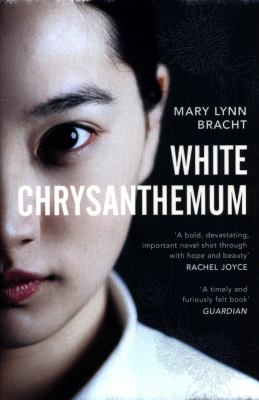 MARY LYNN
BRACHT
WHITE
CHRYSANTHEMUM
'A bold, devastating,
important novel shot through
with hope and beauty'
RACHEL JOYCE
'A timely and
furiously felt book'
GUARDIAN